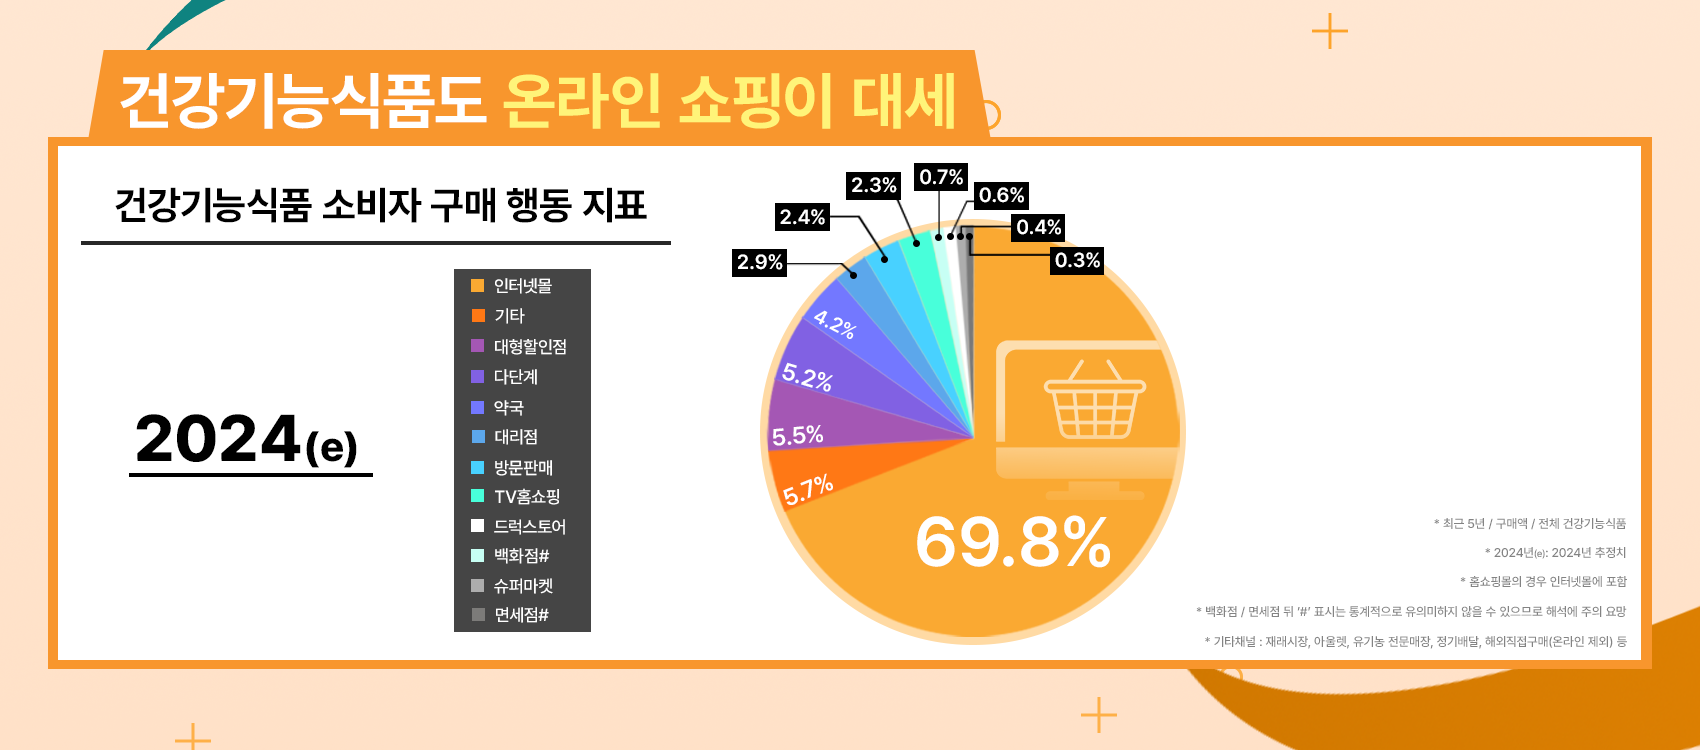 건강기능식품도 온라인 쇼핑이 대세
건강기능식품 소비자 구매 행동 지표
2024(e)
인터넷몰
기타
대형할인점
다단계
약국
대리점
방문판매
TV홈쇼핑
드럭스토어
백화점#
슈퍼마켓
면세점#
0.7%
2.3%
0.6%
2.4%
0.4%
2.9%
0.3%
4.2%
5.2%
5.5%
5.7%
69.8%
* 최근 5년 / 구매액 / 전체 건강기능식품
* 2024년(e): 2024년 추정치
* 홈쇼핑몰의 경우 인터넷몰에 포함
* 백화점 / 면세점 뒤 '#' 표시는 통계적으로 유의미하지 않을 수 있으므로 해석에 주의 요망
* 기타채널 : 재래시장, 아울렛, 유기농 전문매장, 정기배달, 해외직접구매(온라인 제외) 등